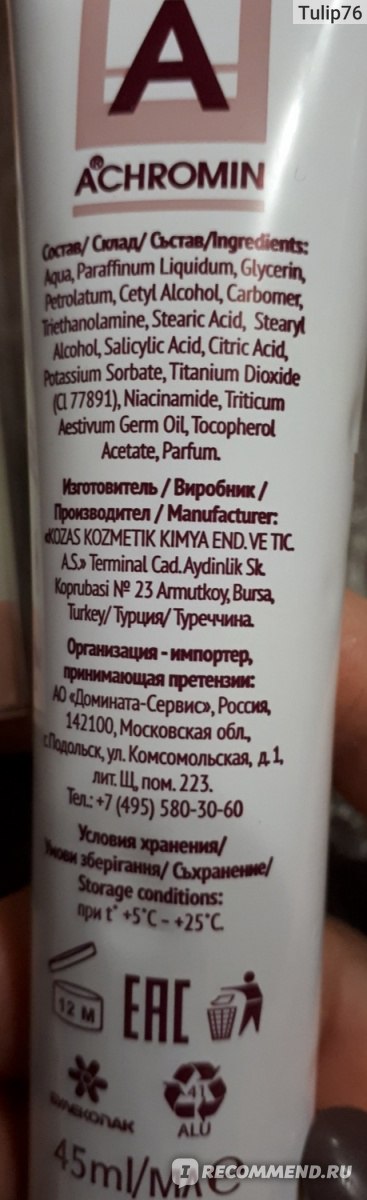 Tulip76
A
ACHROMIN®
Состав/ Склад/ Състав/Ingredients:
Aqua, Paraffinum Liquidum, Glycerin,
Petrolatum, Cetyl Alcohol, Carbomer,
Triethanolamine, Stearic Acid, Stearyl
Alcohol, Salicylic Acid, Citric Acid,
Potassium Sorbate, Titanium Dioxide
(CI 77891), Niacinamide, Triticum
Aestivum Germ Oil, Tocopherol
Acetate, Parfum.
Изготовитель / Виробник /
Производител / Manufacturer:
«KOZAS KOZMETIK KIMYA END. VE TIC.
A.S.» Terminal Cad. Aydinlik Sk.
Koprubasi № 23 Armutkoy, Bursa,
Turkey/ Турция/ Туреччина.
Организация - импортер,
принимающая претензии:
АО «Домината-Сервис», Россия,
142100, Московская обл.,
г.Подольск, ул. Комсомольская, д.1,
лит. Щ, пом. 223.
Тел.: +7 (495) 580-30-60
Условия хранения/
Умови зберігання/ Съхранение/
Storage conditions:
при t° +5°C – +25°C.
12 M
EAC
41
ALU
45ml/мл
IRECOMMEND.RU